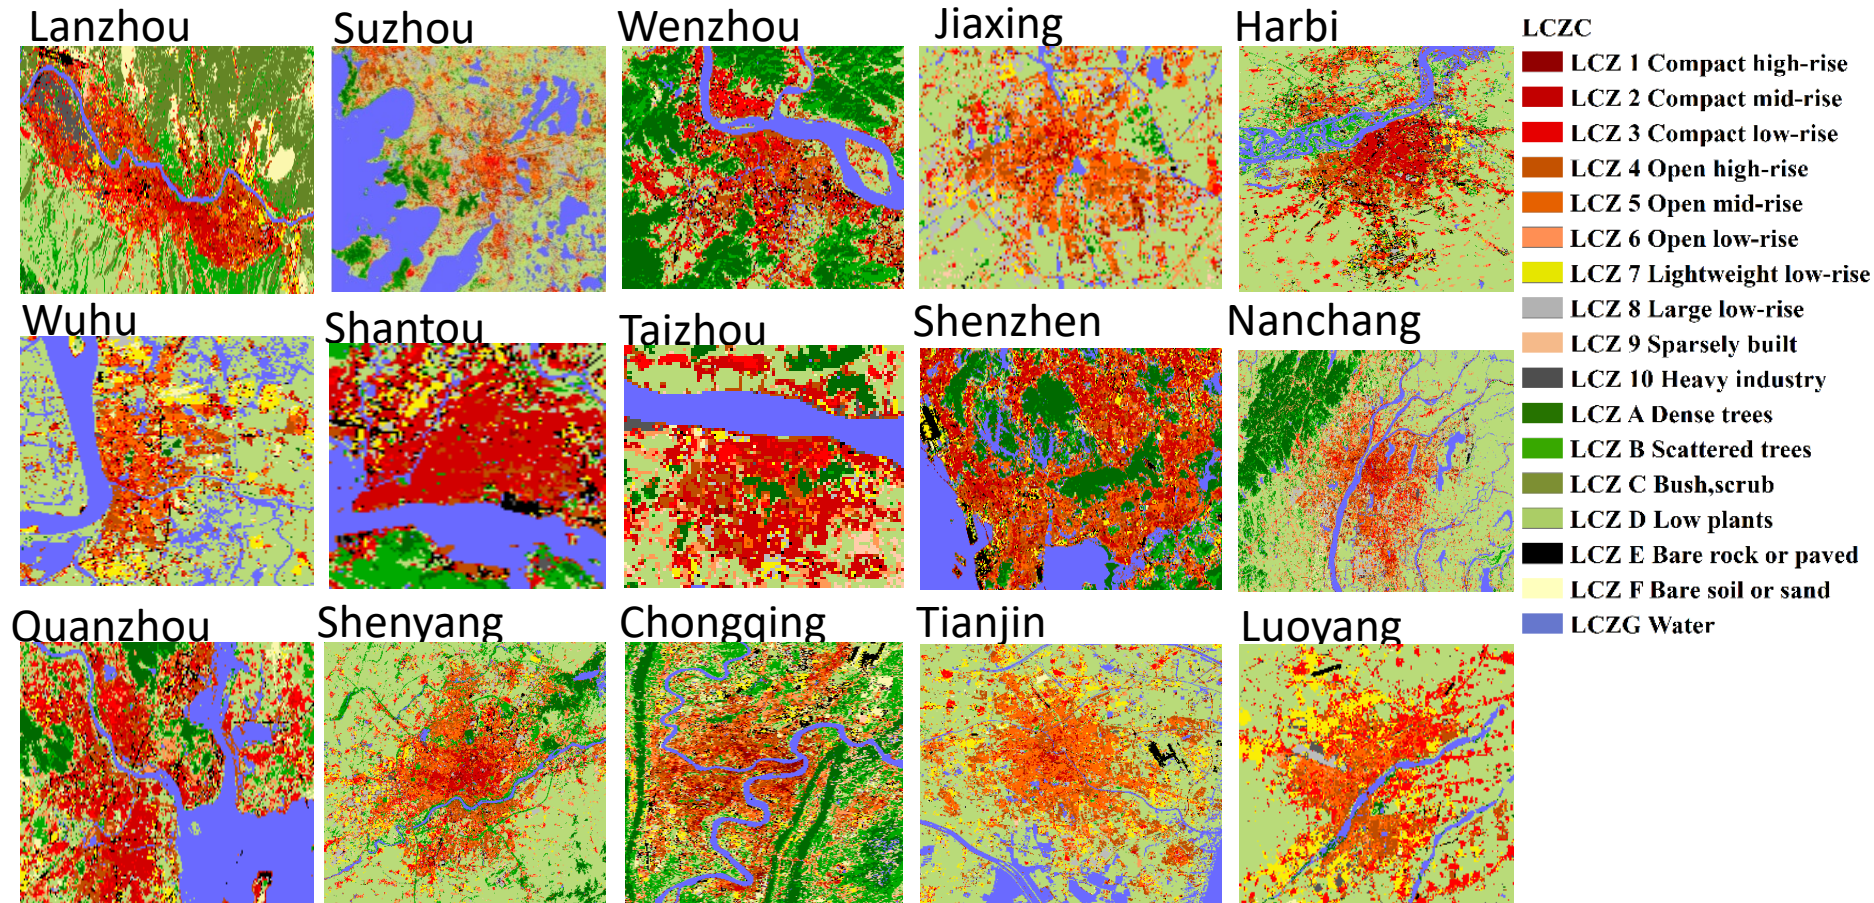 Lanzhou
Suzhou
Wenzhou
Jiaxing
Harbi
Wuhu
Shantou
Taizhou
Shenzhen
Nanchang
Quanzhou
Shenyang
Chongqing
Tianjin
Luoyang
LCZC
LCZ 1 Compact high-rise
LCZ 2 Compact mid-rise
LCZ 3 Compact low-rise
LCZ 4 Open high-rise
LCZ 5 Open mid-rise
LCZ 6 Open low-rise
LCZ 7 Lightweight low-rise
LCZ 8 Large low-rise
LCZ 9 Sparsely built
LCZ 10 Heavy industry
LCZ A Dense trees
LCZ B Scattered trees
LCZ C Bush,scrub
LCZ D Low plants
LCZ E Bare rock or paved
LCZ F Bare soil or sand
LCZG Water